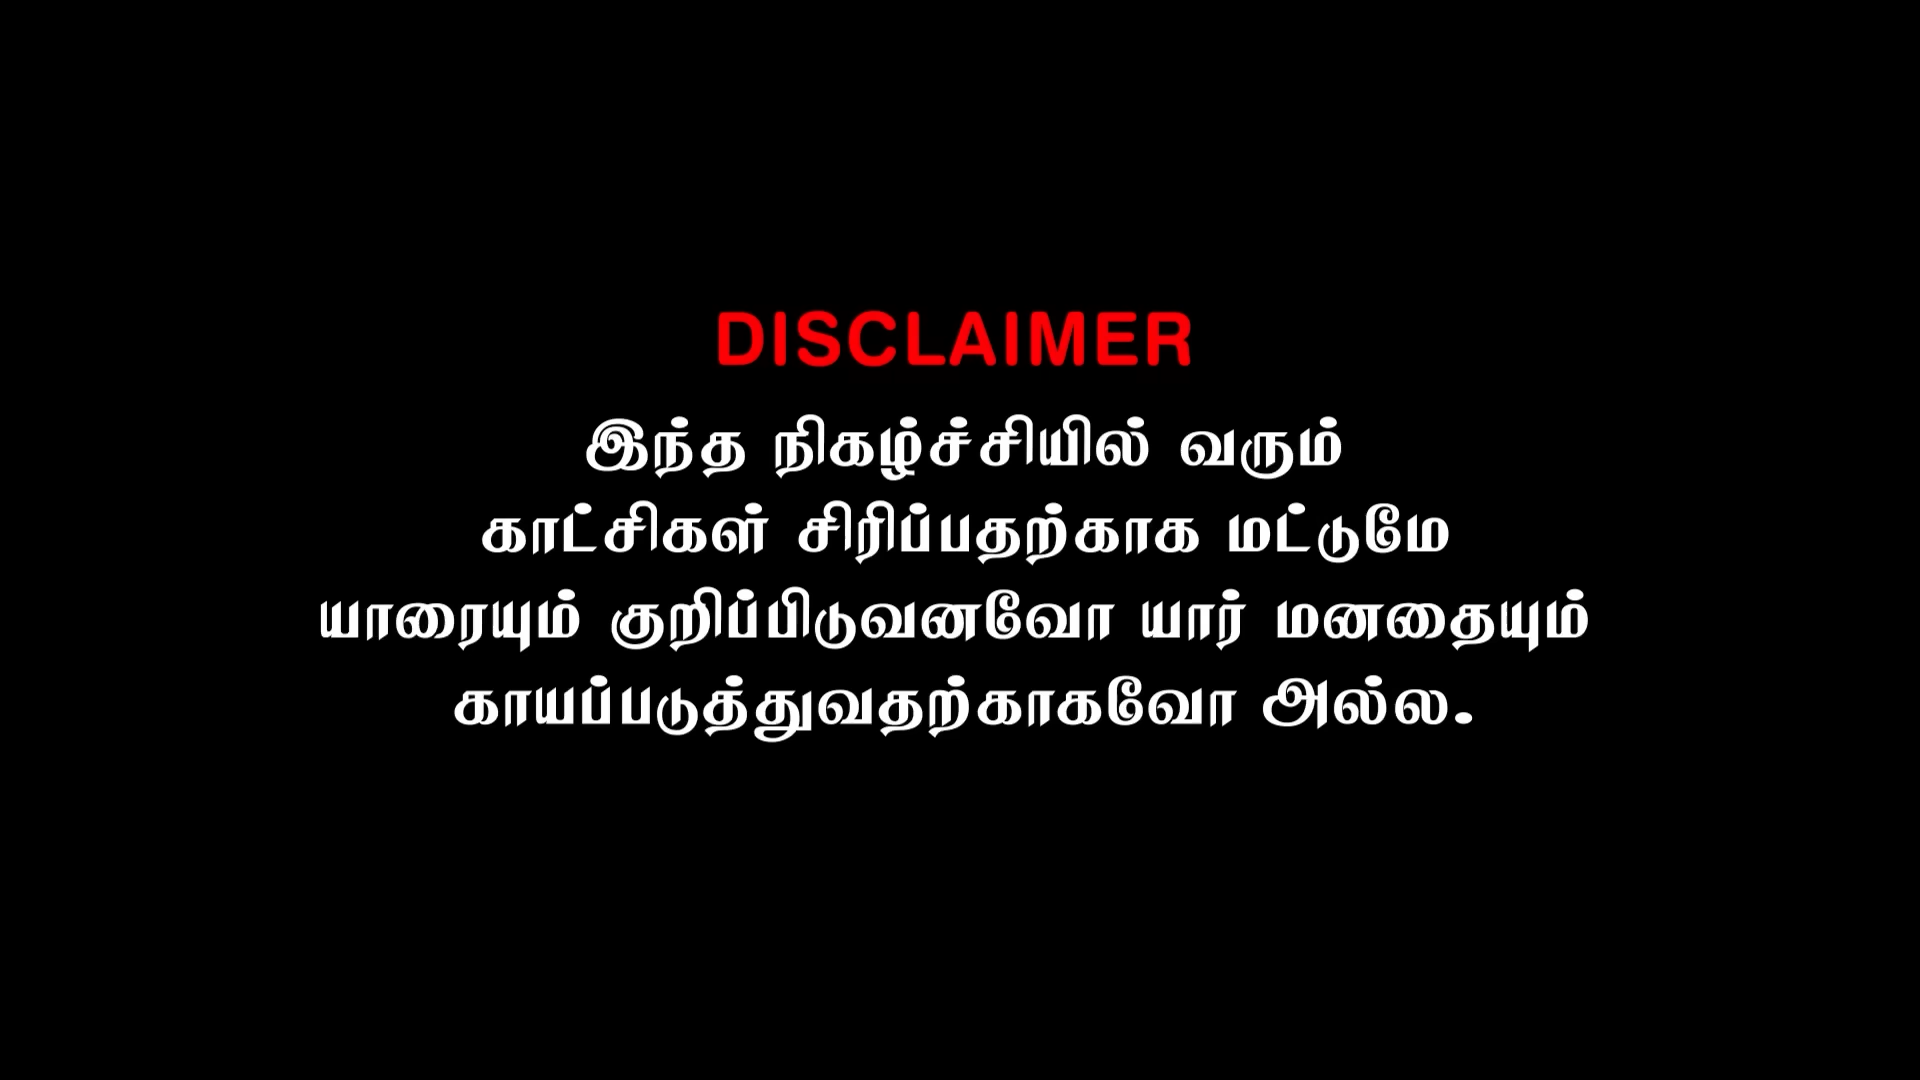 DISCLAIMER
இந்த நிகழ்ச்சியில் வரும்
காட்சிகள் சிரிப்பதற்காக மட்டுமே
யாரையும் குறிப்பிடுவனவோ யார் மனதையும்
காயப்படுத்துவதற்காகவோ அல்ல.